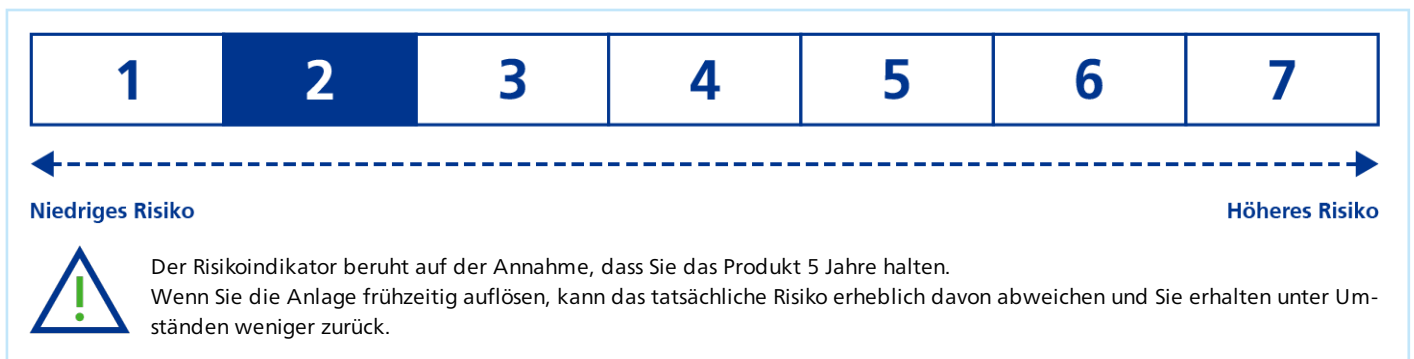 1 2 3 4 5 6 7
Niedriges Risiko Höheres Risiko
Der Risikoindikator beruht auf der Annahme, dass Sie das Produkt 5 Jahre halten.
Wenn Sie die Anlage frühzeitig auflösen, kann das tatsächliche Risiko erheblich davon abweichen und Sie erhalten unter Um-
ständen weniger zurück.